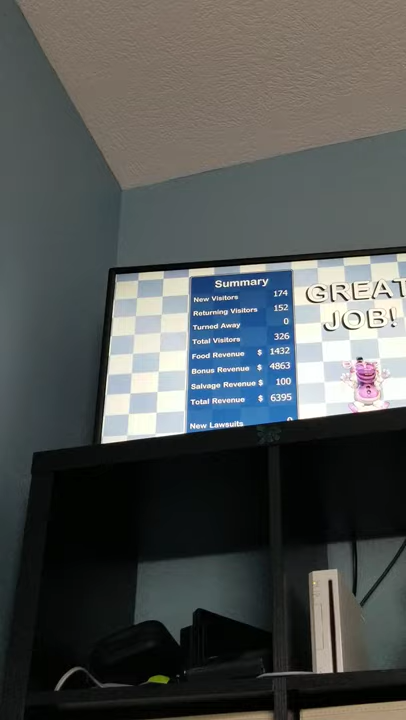 Summary
New Visitors 174
Returning Visitors 152
Turned Away 0
Total Visitors 326
Food Revenue $ 1432
Bonus Revenue $ 4863
Salvage Revenue $ 100
Total Revenue $ 6395
New Lawsuits 0
GREAT
JOB!